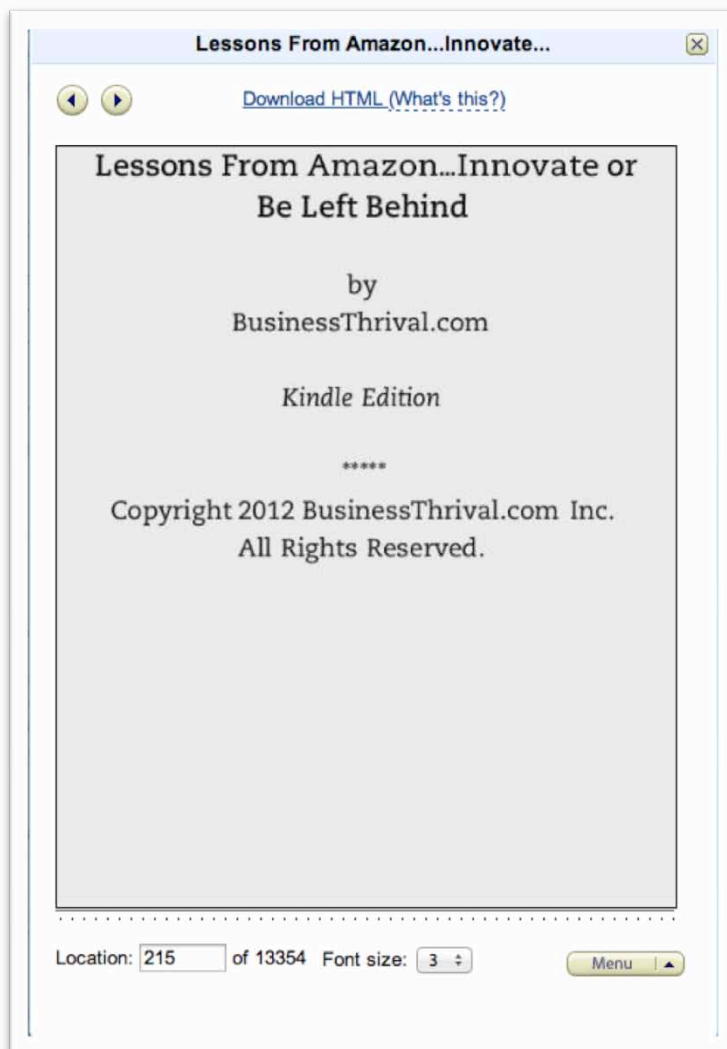 Lessons From Amazon...Innovate...
Download HTML (What's this?)
Lessons From Amazon...Innovate or
Be Left Behind
by
BusinessThrival.com
Kindle Edition
*****
Copyright 2012 BusinessThrival.com Inc.
All Rights Reserved.
Location: 215 of 13354 Font size: 3 Menu